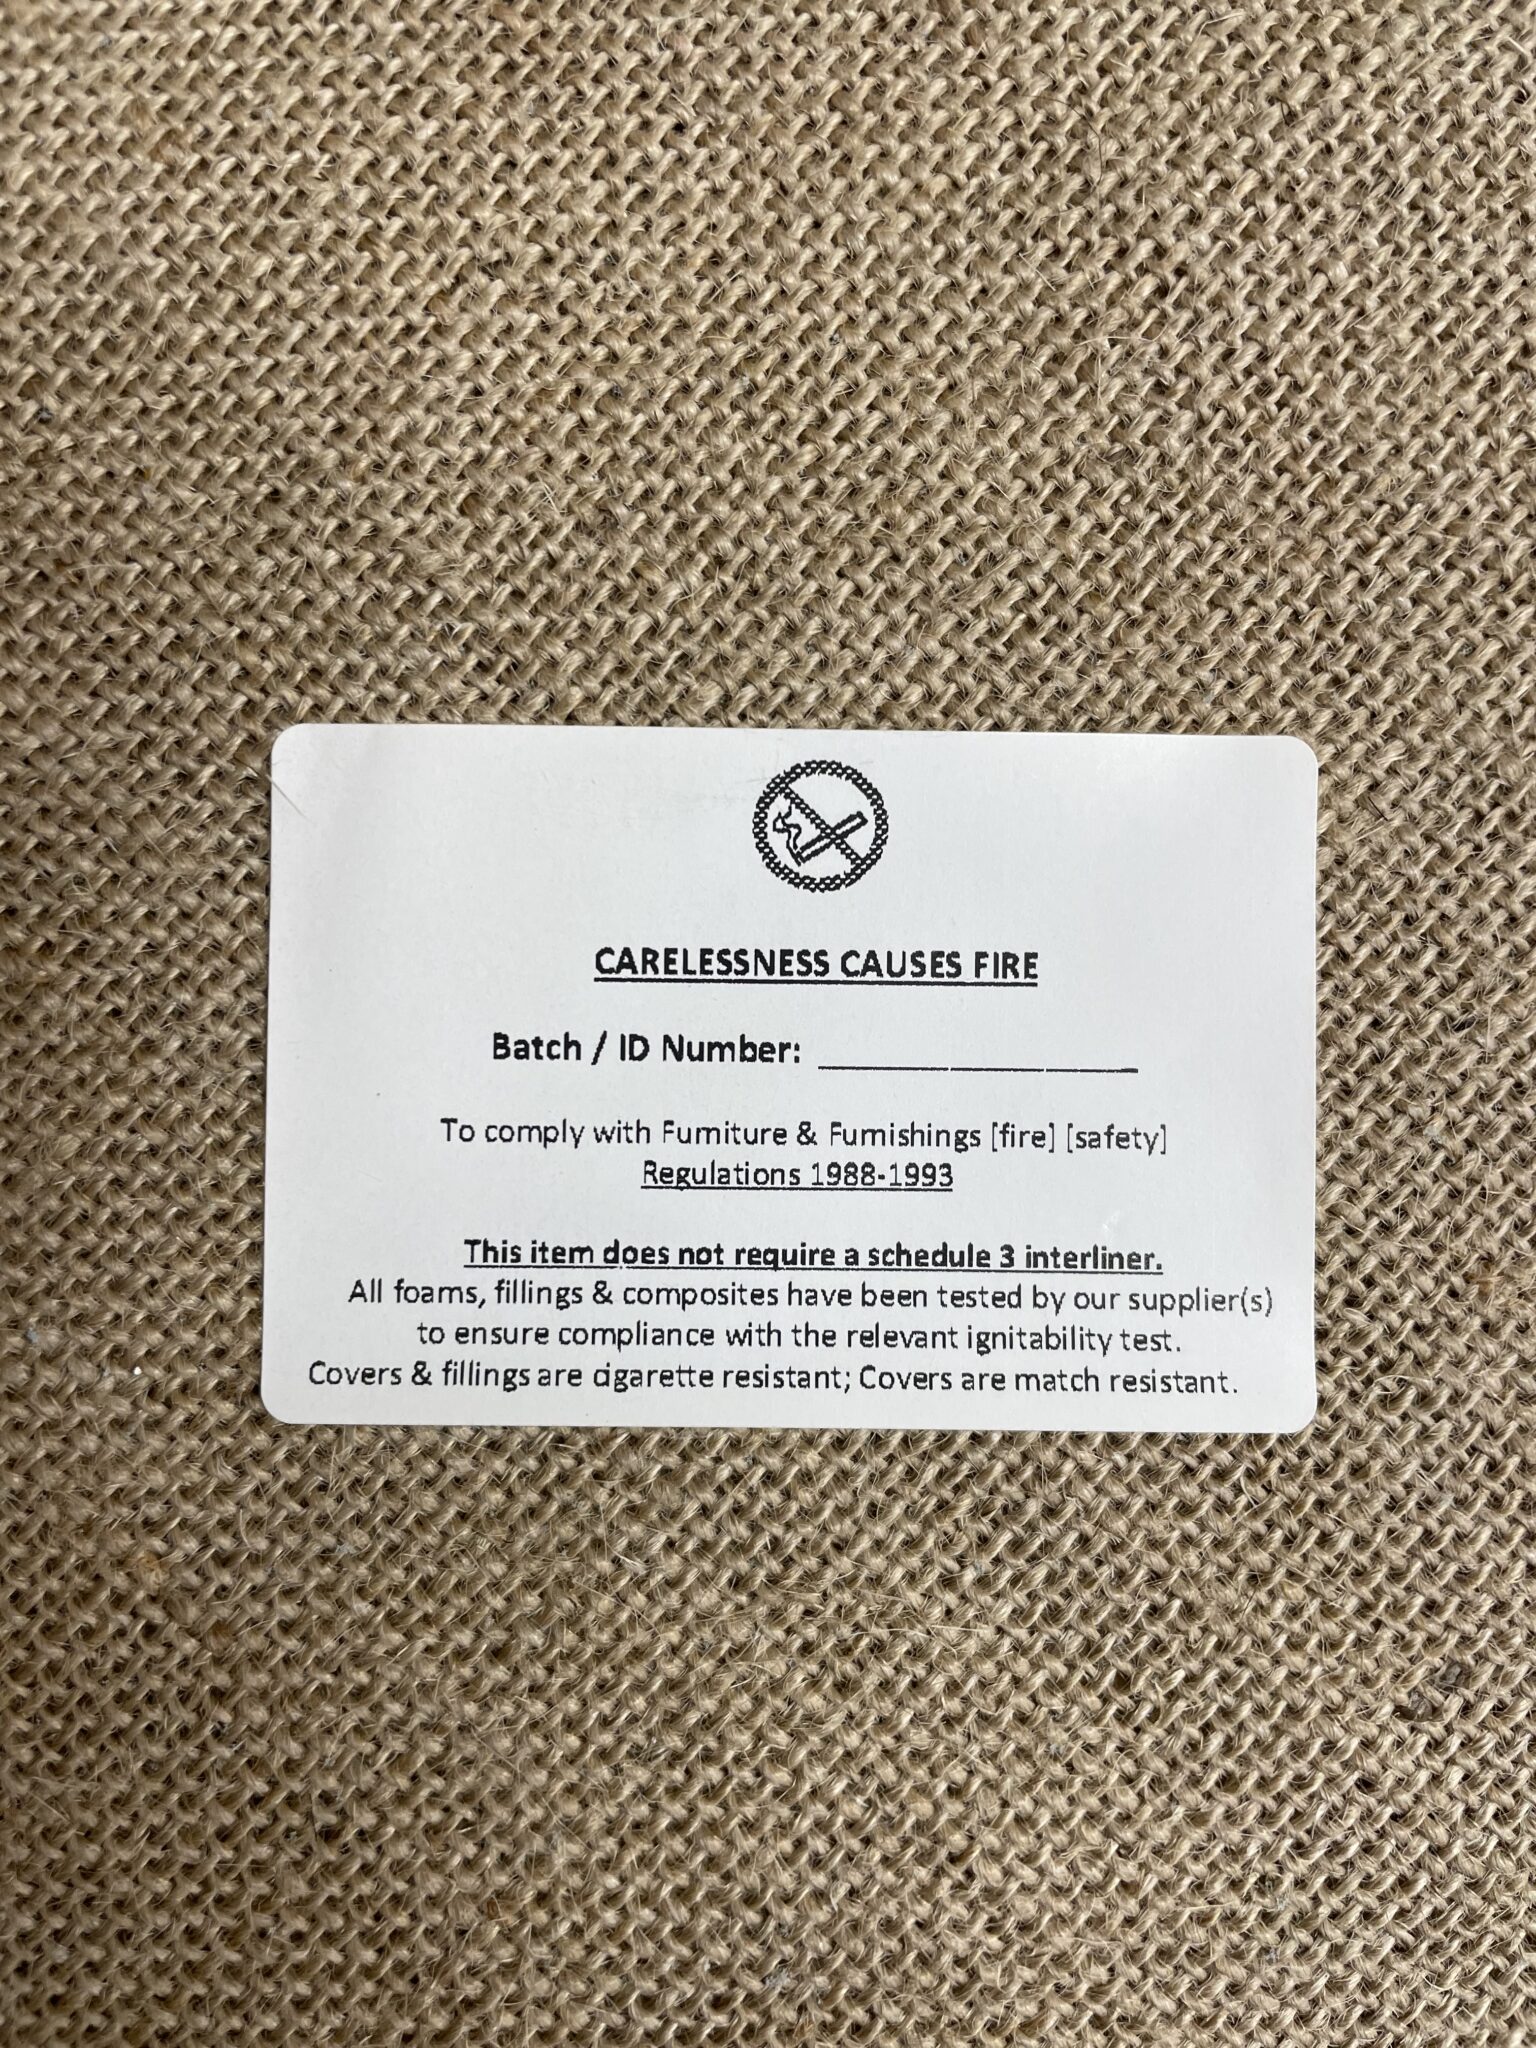 CARELESSNESS CAUSES FIRE
Batch / ID Number: ________________
To comply with Furniture & Furnishings [fire] [safety]
Regulations 1988-1993
This item does not require a schedule 3 interliner.
All foams, fillings & composites have been tested by our supplier(s)
to ensure compliance with the relevant ignitability test.
Covers & fillings are cigarette resistant; Covers are match resistant.